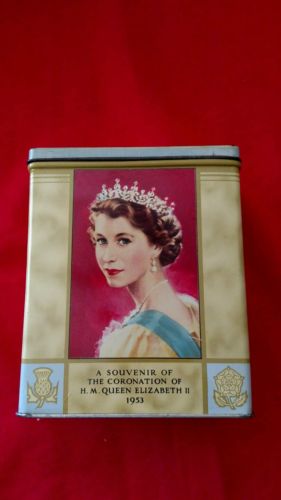 A SOUVENIR OF
THE CORONATION OF
H. M. QUEEN ELIZABETH II
1953